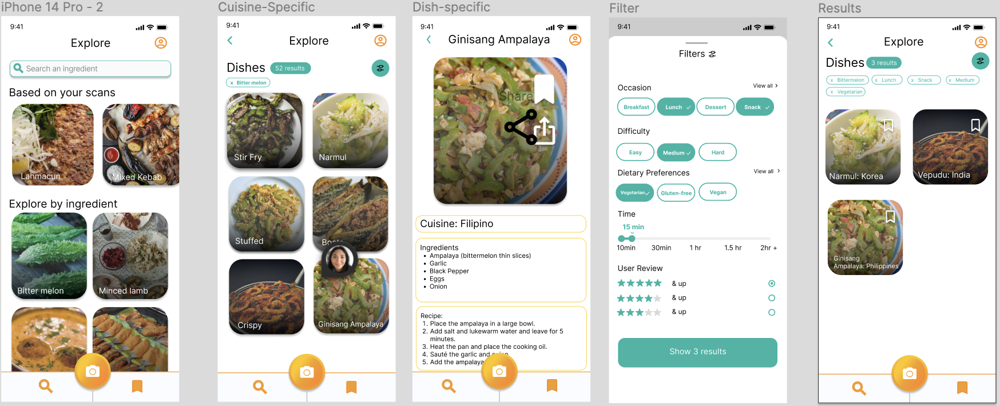 iPhone 14 Pro - 2
9:41
Explore
Search an ingredient
Based on your scans
Lahmacun
Mixed Kebab
Explore by ingredient
Bitter melon
Minced lamb
Cuisine-Specific
9:41
Explore
Dishes
52 results
x Bitter melon
Stir Fry
Narmul
Stuffed
Crispy
Ginisang Ampalaya
Dish-specific
9:41
Ginisang Ampalaya
Share
Cuisine: Filipino
Ingredients
• Ampalaya (bittermelon thin slices)
• Garlic
• Black Pepper
• Eggs
• Onion
Recipe:
1. Place the ampalaya in a large bowl.
2. Add salt and lukewarm water and leave for 5
minutes.
3. Heat the pan and place the cooking oil.
4. Sauté the garlic and
5. Add the ampalaya
Filter
9:41
Filters
Occasion
View all >
Breakfast
Lunch ✓
Dessert
Snack ✓
Difficulty
Easy
Medium ✓
Hard
Dietary Preferences
View all >
Vegetarian ✓
Gluten-free
Vegan
Time
15 min
10min
30min
1 hr
1.5 hr
2hr +
User Review
& up
& up
& up
Show 3 results
Results
9:41
Explore
Dishes
3 results
x Bittermelon
x Lunch
x Snack
x Medium
x Vegetarian
Narmul: Korea
Vepudu: India
Ginisang
Ampalaya: Philippines